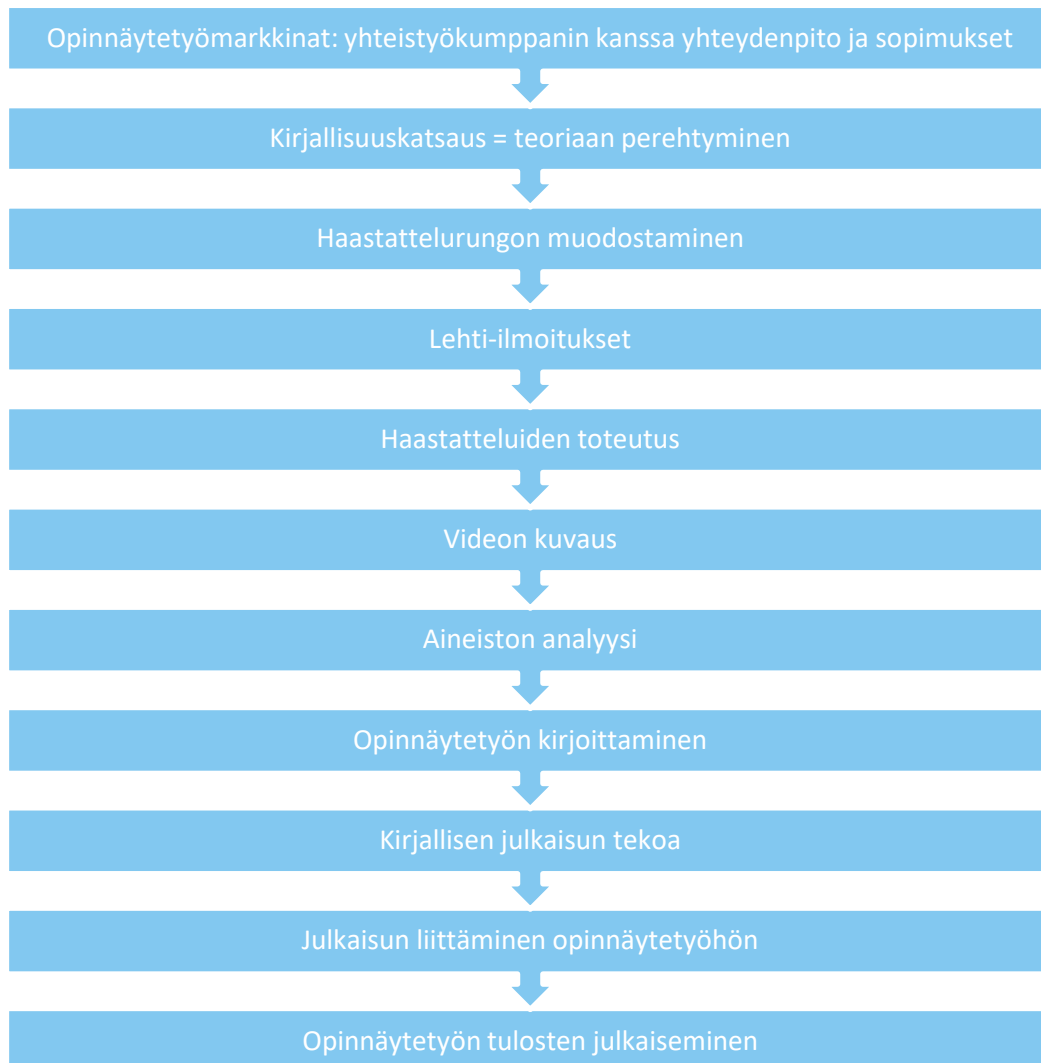 Opinnäytetyömarkkinat: yhteistyökumppanin kanssa yhteydenpito ja sopimukset
Kirjallisuuskatsaus = teoriaan perehtyminen
Haastattelurungon muodostaminen
Lehti-ilmoitukset
Haastatteluiden toteutus
Videon kuvaus
Aineiston analyysi
Opinnäytetyön kirjoittaminen
Kirjallisen julkaisun tekoa
Julkaisun liittäminen opinnäytetyöhön
Opinnäytetyön tulosten julkaiseminen